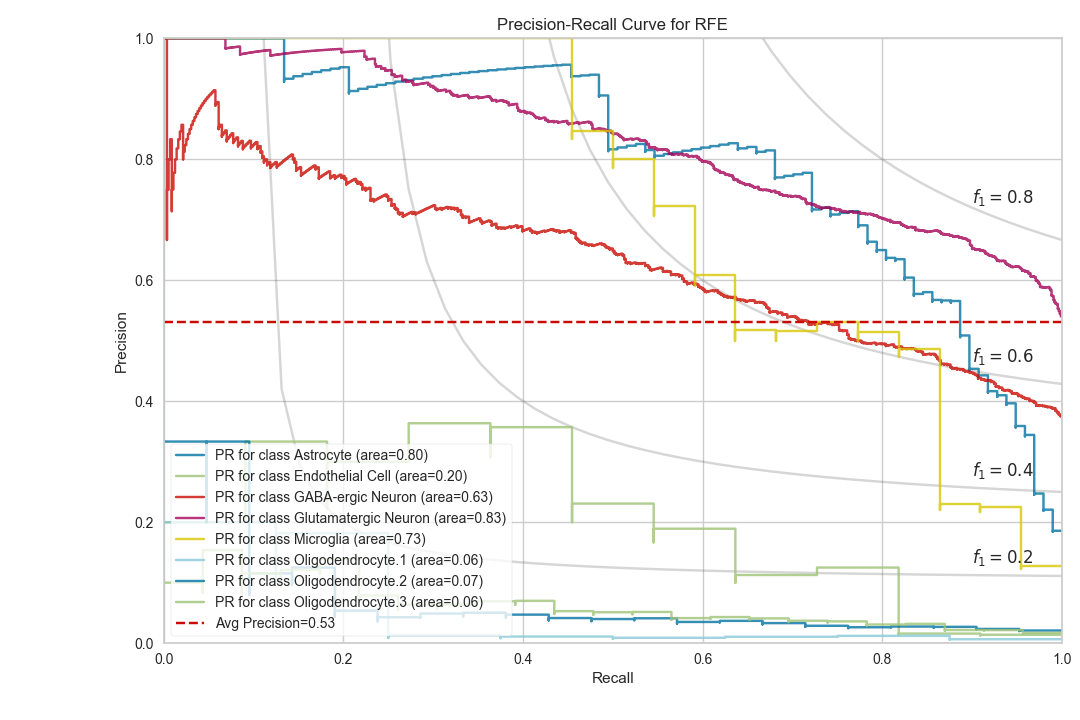 Precision-Recall Curve for RFE
1.0
0.8
0.6
0.4
0.2
0.0
Precision
f1 = 0.8
f1 = 0.6
f1 = 0.4
f1 = 0.2
PR for class Astrocyte (area=0.80)
PR for class Endothelial Cell (area=0.20)
PR for class GABA-ergic Neuron (area=0.63)
PR for class Glutamatergic Neuron (area=0.83)
PR for class Microglia (area=0.73)
PR for class Oligodendrocyte.1 (area=0.06)
PR for class Oligodendrocyte.2 (area=0.07)
PR for class Oligodendrocyte.3 (area=0.06)
Avg Precision=0.53
0.0 0.2 0.4 0.6 0.8 1.0
Recall